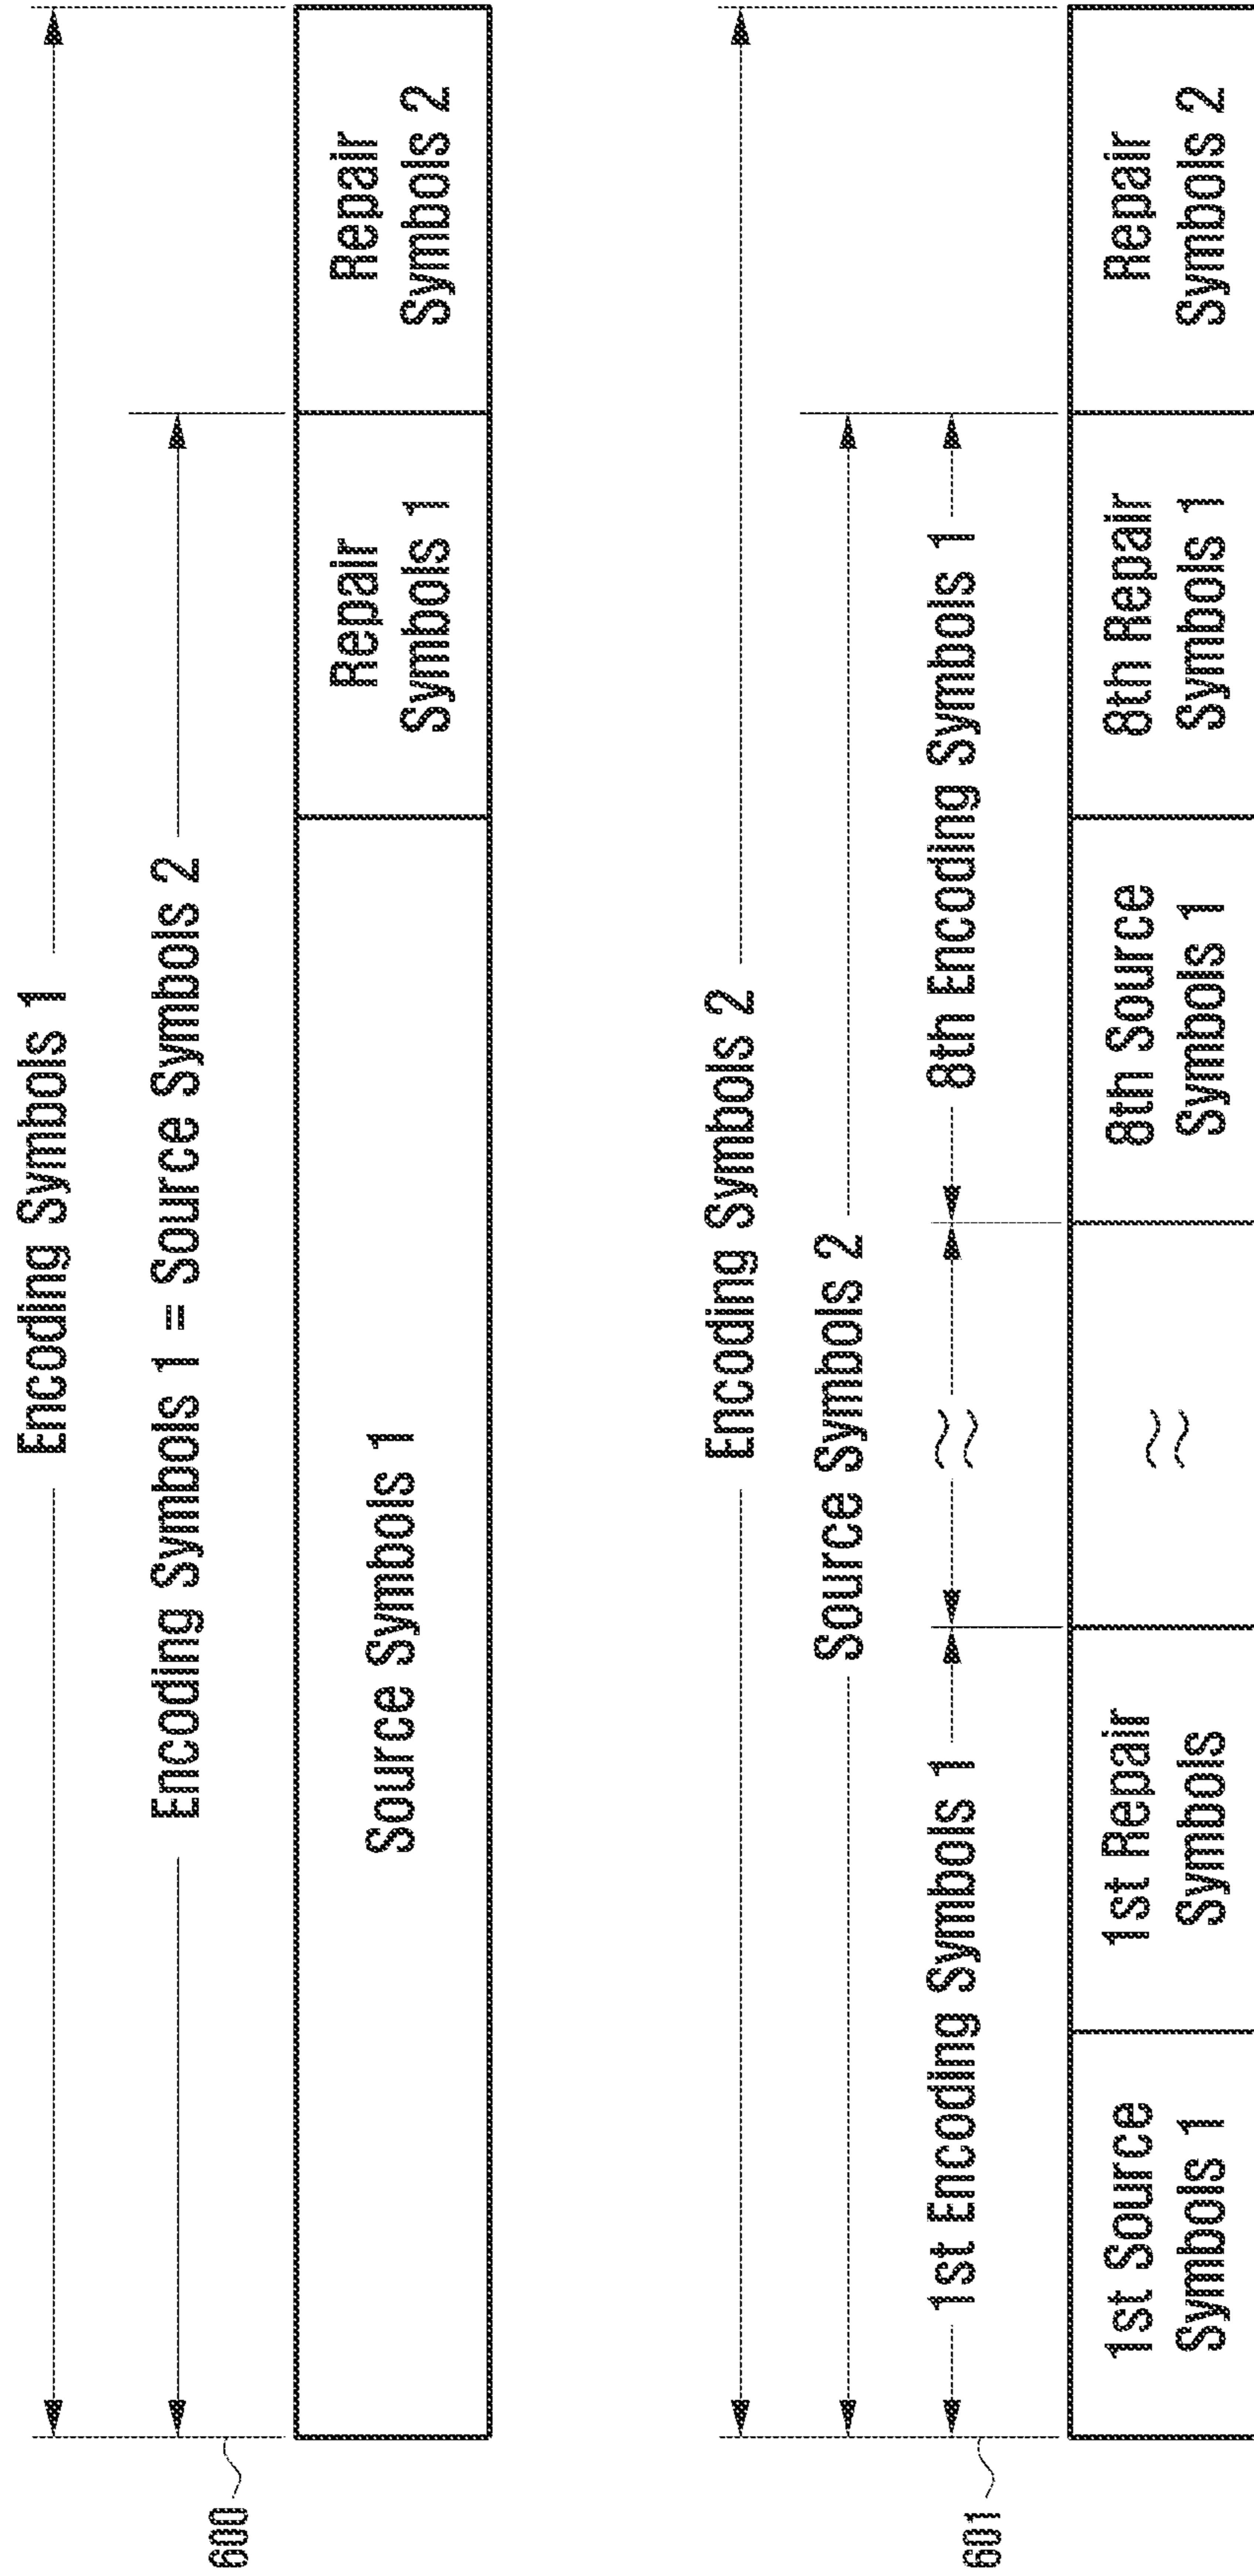 Encoding Symbols 1
Encoding Symbols 1 = Source Symbols 2
600
Source Symbols 1
Repair
Symbols 1
Repair
Symbols 2
Encoding Symbols 2
Source Symbols 2
1st Encoding Symbols 1
≈
8th Encoding Symbols 1
601
1st Source
Symbols 1
1st Repair
Symbols
≈
8th Source
Symbols 1
8th Repair
Symbols 1
Repair
Symbols 2